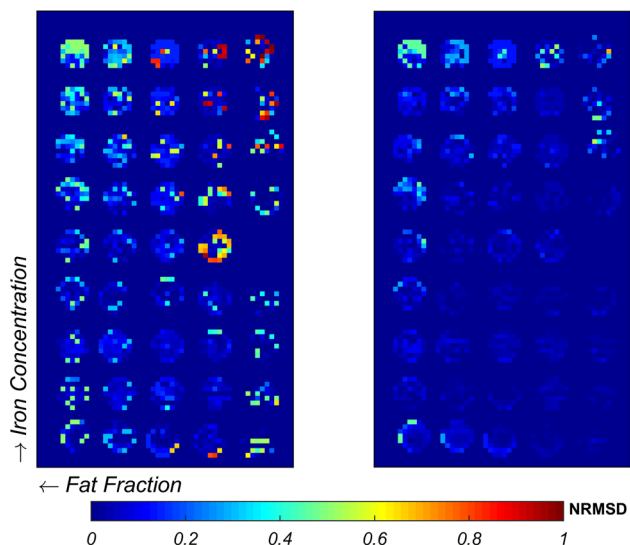 → Iron Concentration
← Fat Fraction
NRMSD
0 0.2 0.4 0.6 0.8 1